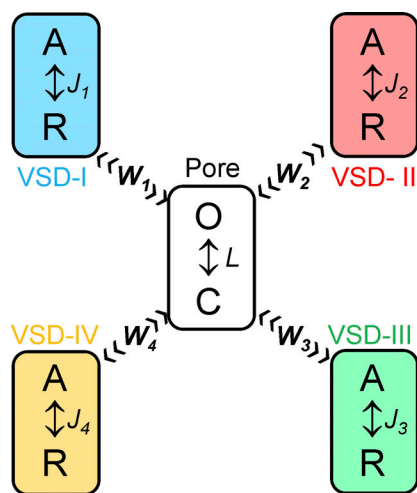 A
J1
R
VSD-I
A
J2
R
VSD- II
W1
W2
Pore
O
L
C
VSD-IV
A
J4
R
W4
W3
VSD-III
A
J3
R